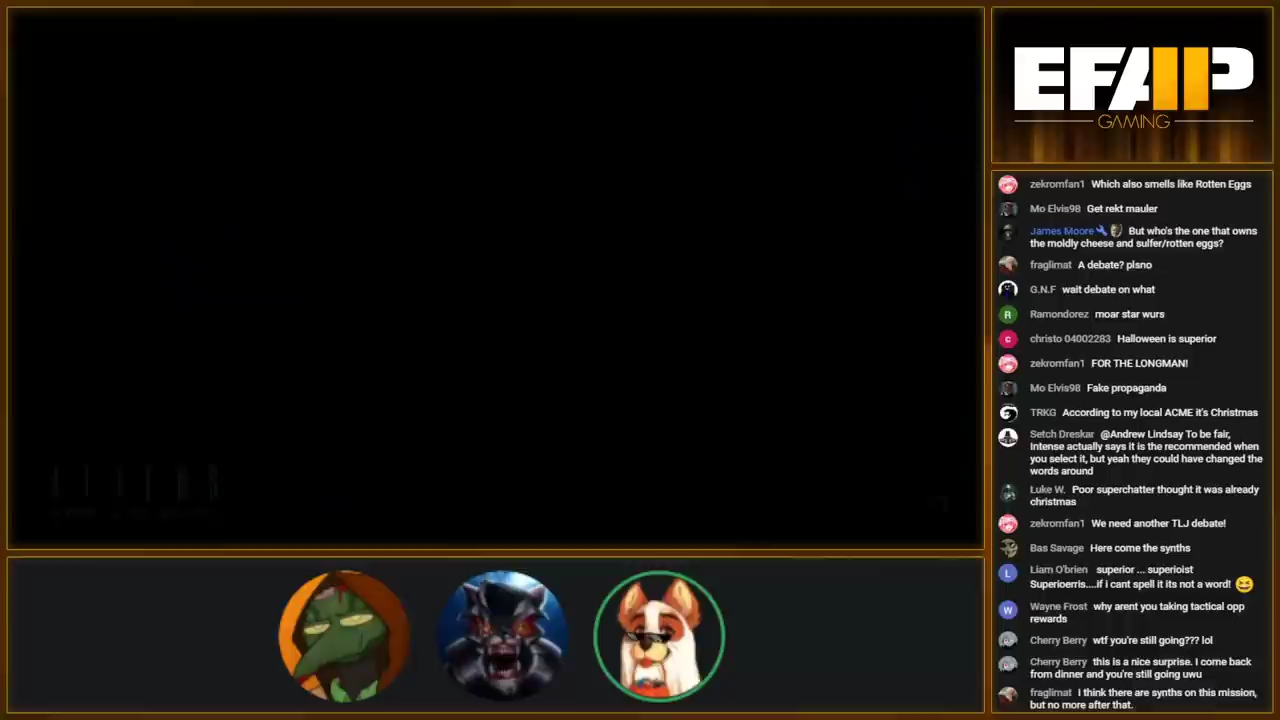 EFAP
GAMING
zekromfan1 Which also smells like Rotten Eggs
Mo Elvis98 Get rekt mauler
James Moore But who's the one that owns
the moldly cheese and sulfer/rotten eggs?
fraglimat A debate? plsno
G.N.F wait debate on what
Ramondorez moar star wurs
christo 04002283 Halloween is superior
zekromfan1 FOR THE LONGMAN!
Mo Elvis98 Fake propaganda
TRKG According to my local ACME it's Christmas
Setch Dreskar @Andrew Lindsay To be fair,
Intense actually says it is the recommended when
you select it, but yeah they could have changed the
words around
Luke W. Poor superchatter thought it was already
christmas
zekromfan1 We need another TLJ debate!
Bas Savage Here come the synths
Liam O'brien superior ... superioist
Superioerris....if i cant spell it its not a word! 😆
Wayne Frost why arent you taking tactical opp
rewards
Cherry Berry wtf you're still going??? lol
Cherry Berry this is a nice surprise. I come back
from dinner and you're still going uwu
fraglimat I think there are synths on this mission,
but no more after that.